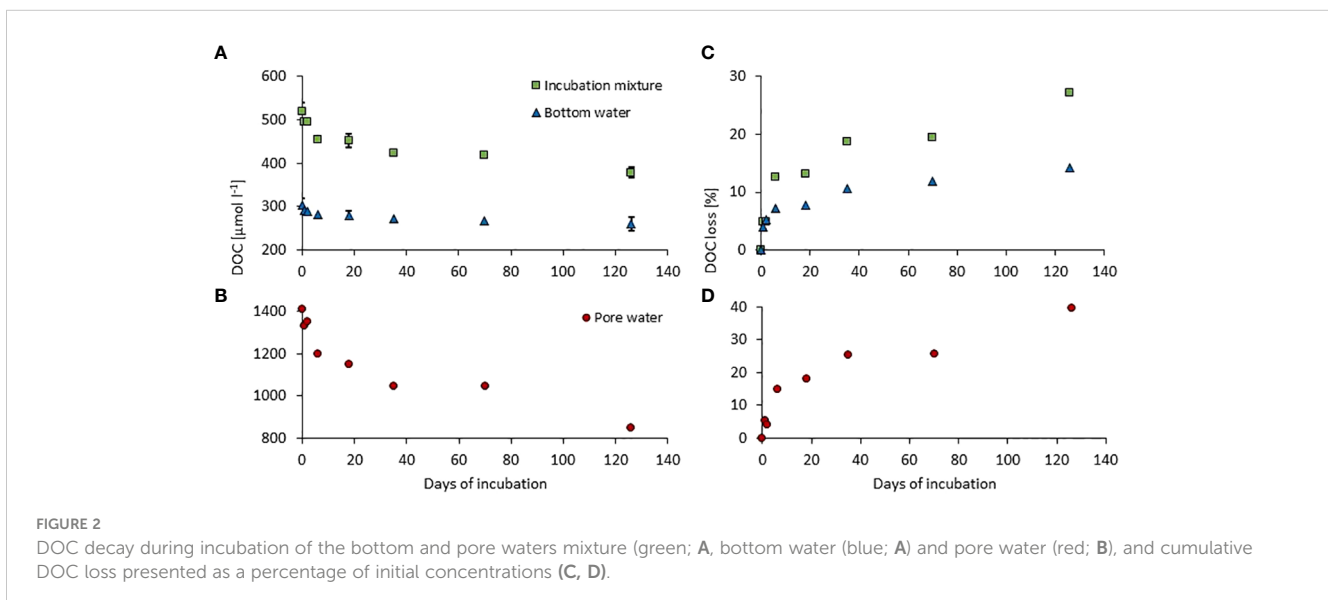 A
600
500
400
300
200
DOC [µmol l⁻¹]
Incubation mixture
Bottom water
0 20 40 60 80 100 120 140
C
30
20
10
0
DOC loss [%]
0 20 40 60 80 100 120 140
B
1400
1200
1000
800
Pore water
0 20 40 60 80 100 120 140
Days of incubation
D
40
30
20
10
0
0 20 40 60 80 100 120 140
Days of incubation
FIGURE 2
DOC decay during incubation of the bottom and pore waters mixture (green; A, bottom water (blue; A) and pore water (red; B), and cumulative
DOC loss presented as a percentage of initial concentrations (C, D).